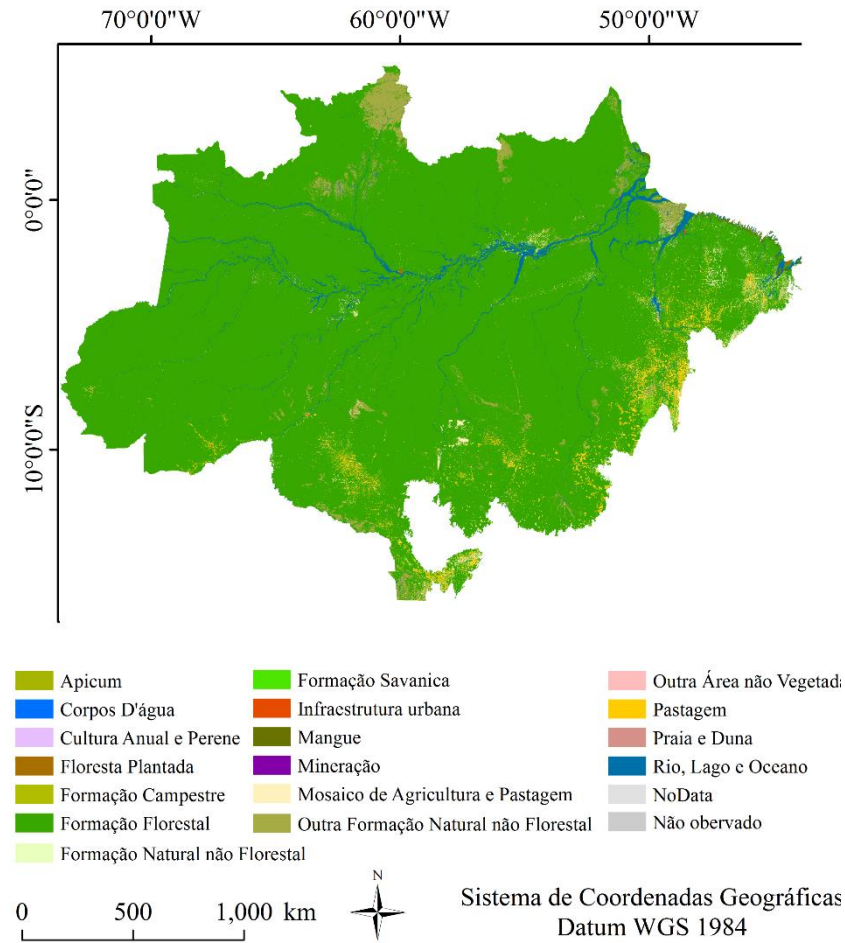 70°0'0"W 60°0'0"W 50°0'0"W
0°0'0"
10°0'0"S
Apicum
Corpos D'água
Cultura Anual e Perene
Floresta Plantada
Formação Campestre
Formação Florestal
Formação Natural não Florestal
Formação Savanica
Infraestrutura urbana
Mangue
Mineração
Mosaico de Agricultura e Pastagem
Outra Formação Natural não Florestal
Outra Área não Vegetada
Pastagem
Praia e Duna
Rio, Lago e Oceano
NoData
Não obervado
0 500 1,000 km
N
Sistema de Coordenadas Geográficas
Datum WGS 1984